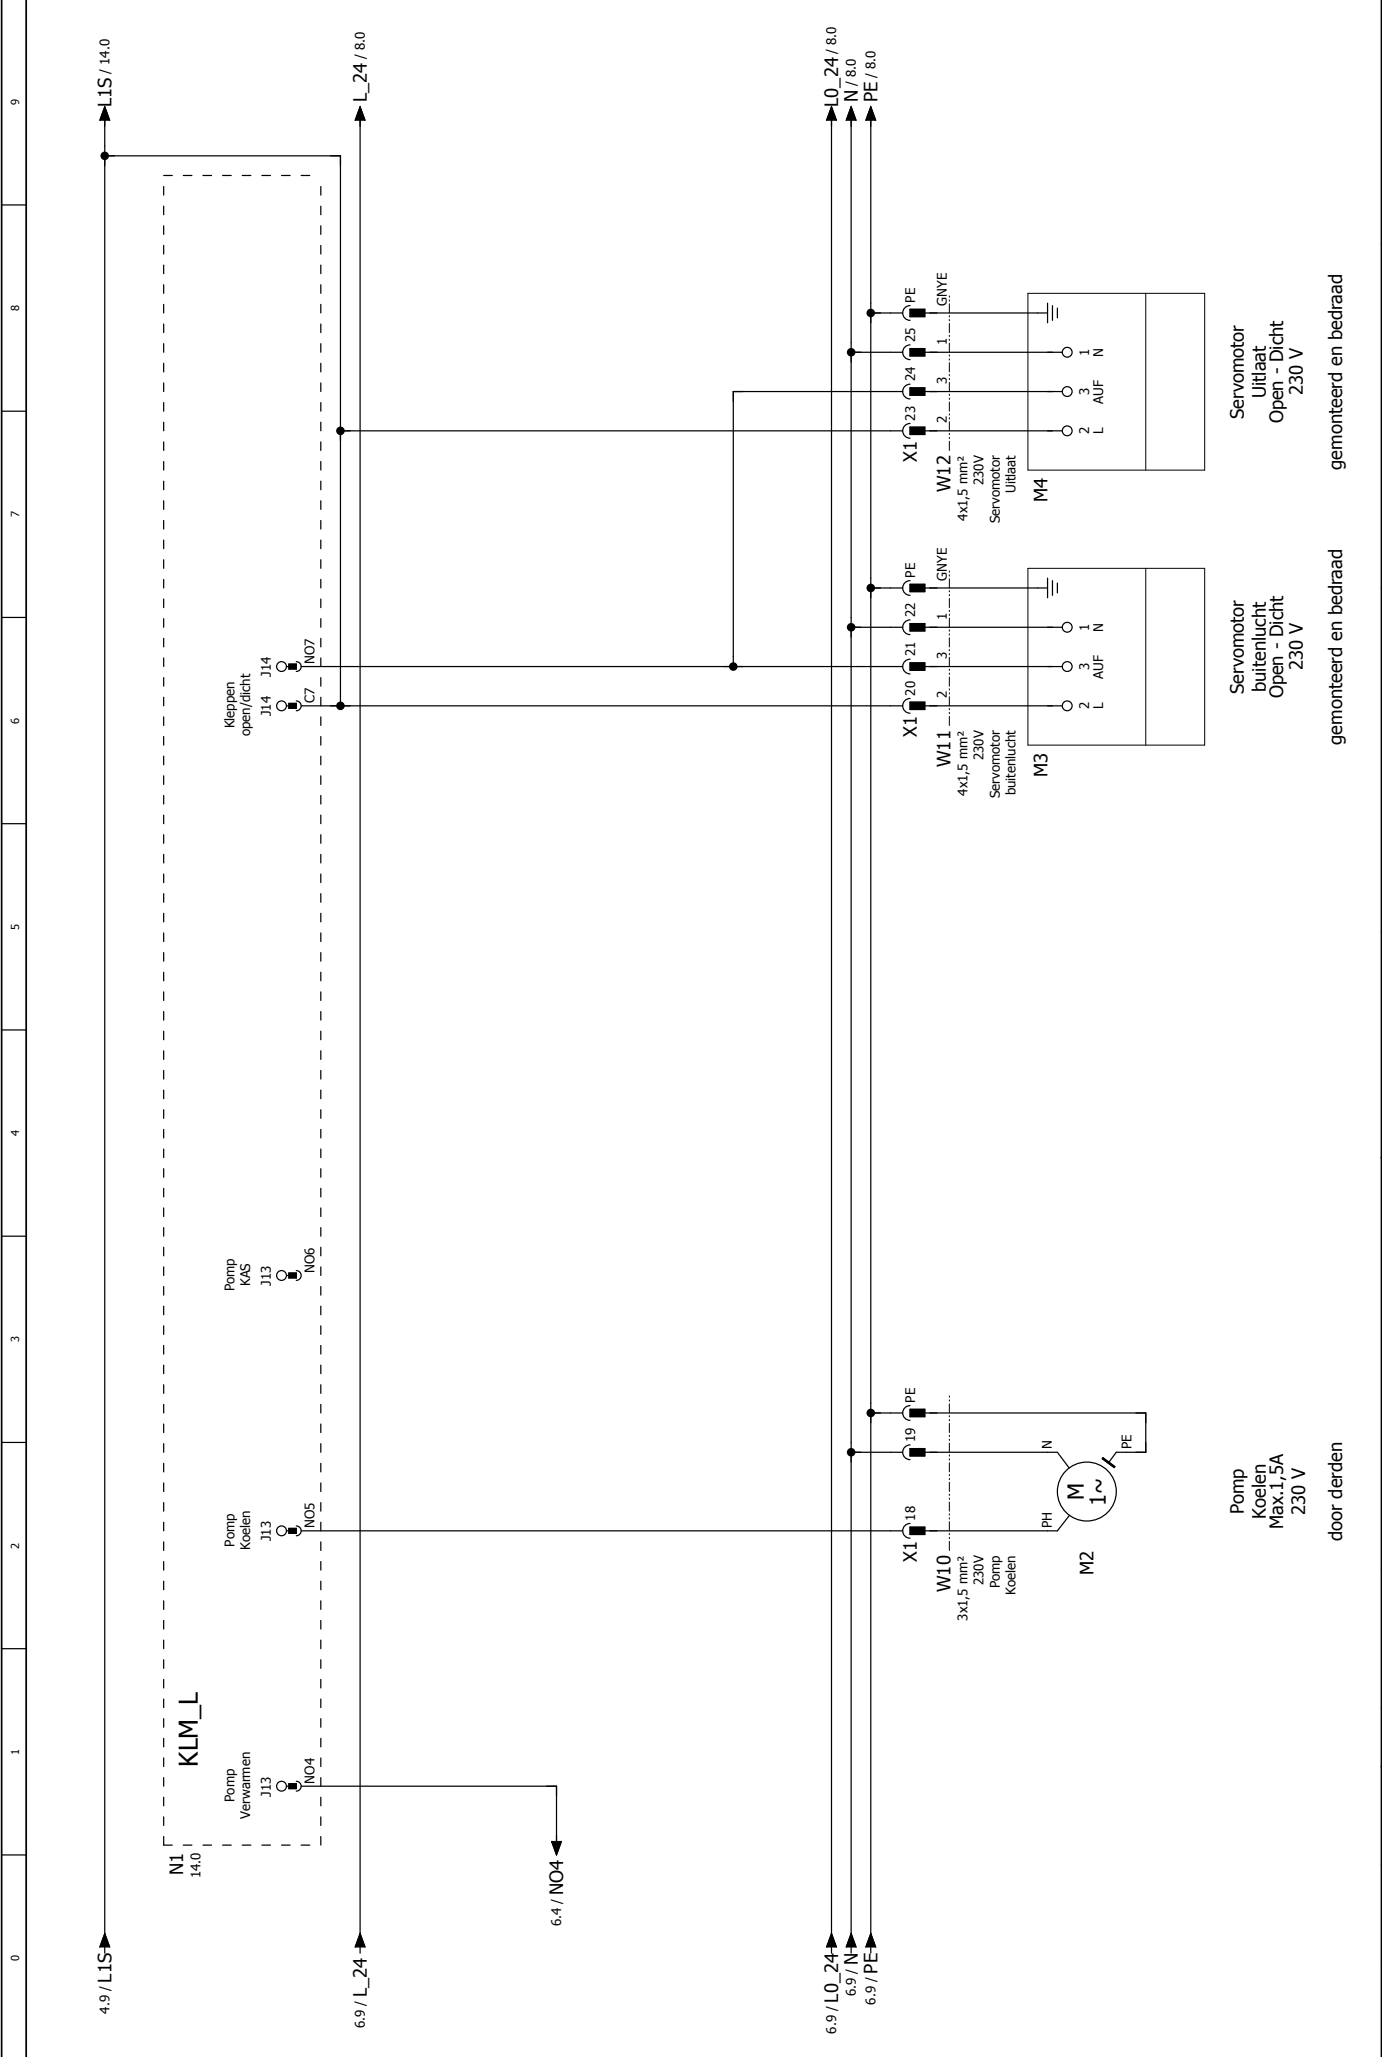 0
1
2
3
4
5
6
7
8
9
4.9 / L1S
L1S / 14.0
N1
14.0
KLM_L
Pomp
Verwarmen
J13
NO4
Pomp
Koelen
J13
NO5
Pomp
KAS
J13
NO6
Kleppen
open/dicht
J14
C7
J14
NO7
6.9 / L_24
L_24 / 8.0
6.4 / NO4
6.9 / L0_24
L0_24 / 8.0
6.9 / N
N / 8.0
6.9 / PE
PE / 8.0
X1
18
19
PE
W10
3x1,5 mm²
230V
Pomp
Koelen
PH
N
M
1~
PE
M2
Pomp
Koelen
Max.1,5A
230 V
door derden
X1
20
21
22
PE
W11
2
3
1
GNYE
4x1,5 mm²
230V
Servomotor
buitenlucht
M3
2
L
3
AUF
1
N
Servomotor
buitenlucht
Open - Dicht
230 V
gemonteerd en bedraad
X1
23
24
25
PE
W12
2
3
1
GNYE
4x1,5 mm²
230V
Servomotor
Uitlaat
M4
2
L
3
AUF
1
N
Servomotor
Uitlaat
Open - Dicht
230 V
gemonteerd en bedraad